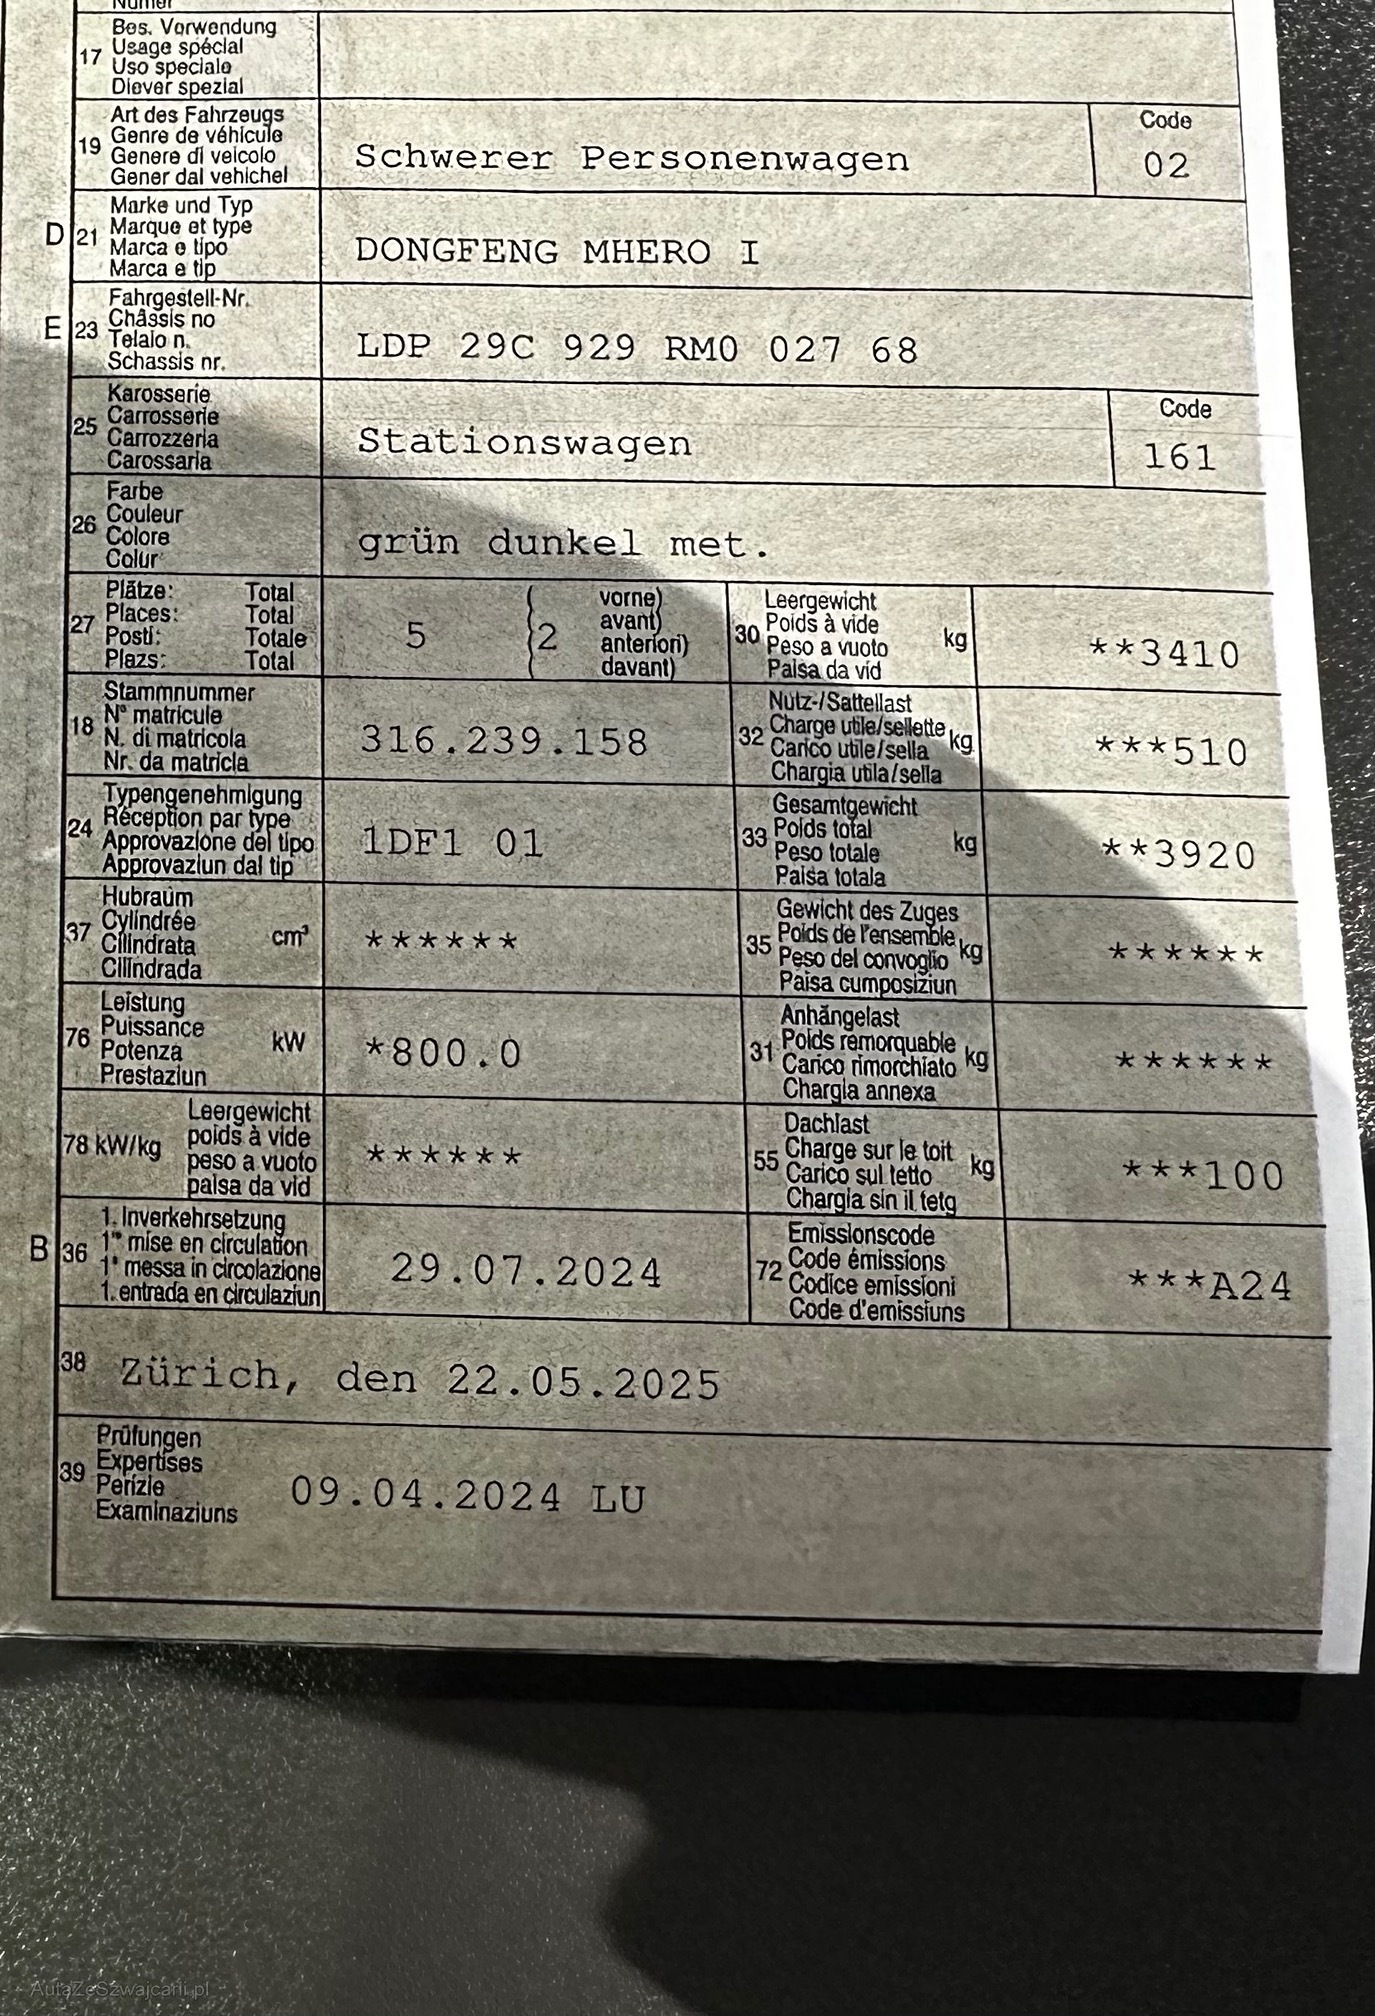 Numer
17 Bes. Verwendung
Usage spécial
Uso speciale
Diever spezial
19 Art des Fahrzeugs
Genre de véhicule
Genere di veicolo
Gener dal vehichel
Schwerer Personenwagen
Code
02
D 21 Marke und Typ
Marque et type
Marca e tipo
Marca e tip
DONGFENG MHERO I
E 23 Fahrgestell-Nr.
Châssis no
Telaio n.
Schassis nr.
LDP 29C 929 RM0 027 68
25 Karosserie
Carrosserie
Carrozzeria
Carossaria
Stationswagen
Code
161
26 Farbe
Couleur
Colore
Colur
grün dunkel met.
27 Plätze: Total
Places: Total
Posti: Totale
Plazs: Total
5 (2 vorne)
avant)
anteriori)
davant)
30 Leergewicht
Poids à vide
Peso a vuoto
Paisa da vid
kg
**3410
18 Stammnummer
N° matricule
N. di matricola
Nr. da matricla
316.239.158
32 Nutz-/Sattellast
Charge utile/sellette
Carico utile/sella
Chargia utila/sella
kg
***510
24 Typengenehmigung
Réception par type
Approvazione del tipo
Approvaziun dal tip
1DF1 01
33 Gesamtgewicht
Poids total
Peso totale
Paisa totala
kg
**3920
37 Hubraum
Cylindrée
Cilindrata
Cilindrada
cm³
******
35 Gewicht des Zuges
Poids de l'ensemble
Peso del convoglio
Paisa cumposiziun
kg
******
76 Leistung
Puissance
Potenza
Prestaziun
kW
*800.0
31 Anhängelast
Poids remorquable
Carico rimorchiato
Chargia annexa
kg
******
78 kW/kg Leergewicht
poids à vide
peso a vuoto
paisa da vid
******
55 Dachlast
Charge sur le toit
Carico sul tetto
Chargia sin il tetg
kg
***100
B 36 1. Inverkehrsetzung
1re mise en circulation
1a messa in circolazione
1. entrada en circulaziun
29.07.2024
72 Emissionscode
Code émissions
Codice emissioni
Code d'emissiuns
***A24
38 Zürich, den 22.05.2025
39 Prüfungen
Expertises
Perizie
Examinaziuns
09.04.2024 LU
AutaZeSzwajcarii.pl